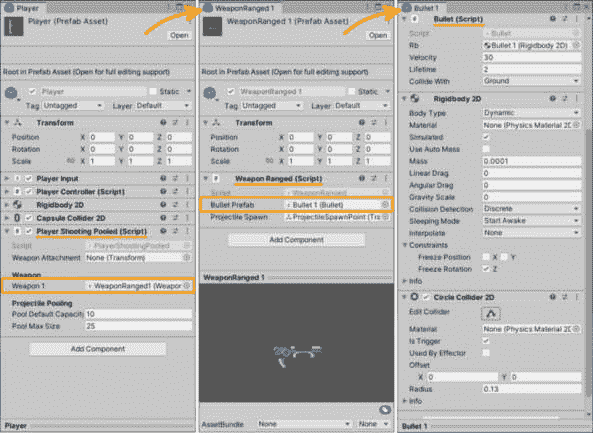 Player
Player (Prefab Asset)
Open
Root in Prefab Asset (Open for full editing support)
Player
Static
Tag Untagged Layer Default
Transform
Position X 0 Y 0 Z 0
Rotation X 0 Y 0 Z 0
Scale X 1 Y 1 Z 1
Player Input
Player Controller (Script)
Rigidbody 2D
Capsule Collider 2D
Player Shooting Pooled (Script)
Script PlayerShootingPooled
Weapon Attachment None (Transform)
Weapon
Weapon 1 WeaponRanged1 (Weapor
Projectile Pooling
Pool Default Capacity 10
Pool Max Size 25
Add Component
Player
WeaponRanged 1
WeaponRanged 1 (Prefab Asset)
Open
Root in Prefab Asset (Open for full editing support)
WeaponRanged 1
Static
Tag Untagged Layer Default
Transform
Position X 0 Y 0 Z 0
Rotation X 0 Y 0 Z 0
Scale X 1 Y 1 Z 1
Weapon Ranged (Script)
Script WeaponRanged
Bullet Prefab Bullet 1 (Bullet)
Projectile Spawn ProjectileSpawnPoint (Tra
Add Component
WeaponRanged 1
AssetBundle None None
Bullet 1
Bullet (Script)
Script Bullet
Rb Bullet 1 (Rigidbody 2D)
Velocity 30
Lifetime 2
Collide With Ground
Rigidbody 2D
Body Type Dynamic
Material None (Physics Material 2D
Simulated
Use Auto Mass
Mass 0.0001
Linear Drag 0
Angular Drag 0
Gravity Scale 0
Collision Detection Discrete
Sleeping Mode Start Awake
Interpolate None
Constraints
Freeze Position X Y
Freeze Rotation Z
Info
Circle Collider 2D
Edit Collider
Material None (Physics Material 2D
Is Trigger
Used By Effector
Offset
X 0 Y 0
Radius 0.13
Info
Bullet 1